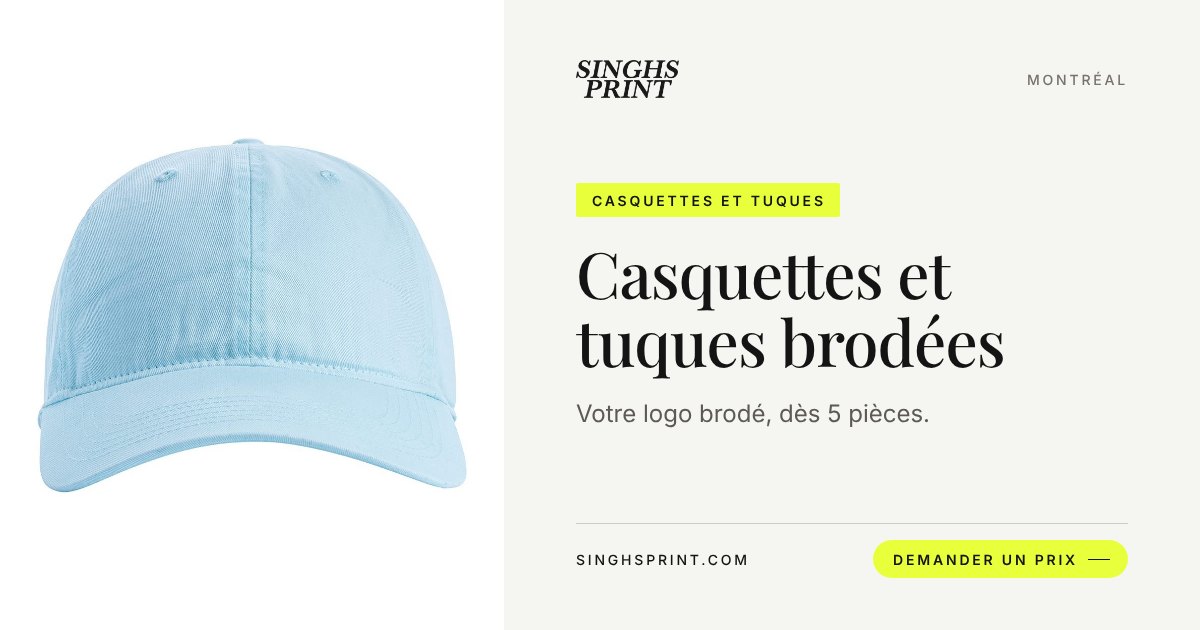 SINGHS
PRINT
MONTRÉAL
CASQUETTES ET TUQUES
Casquettes et
tuques brodées
Votre logo brodé, dès 5 pièces.
SINGHSPRINT.COM
DEMANDER UN PRIX —